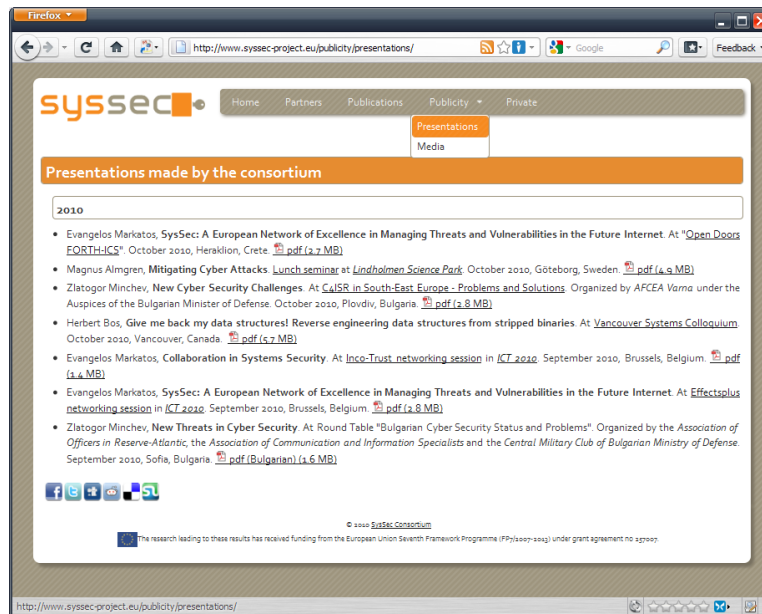 Firefox
http://www.syssec-project.eu/publicity/presentations/
Google
Feedback
syssec
Home Partners Publications Publicity Private
Presentations
Media
Presentations made by the consortium
2010
Evangelos Markatos, SysSec: A European Network of Excellence in Managing Threats and Vulnerabilities in the Future Internet. At "Open Doors
FORTH-ICS". October 2010, Heraklion, Crete. pdf (2.7 MB)
Magnus Almgren, Mitigating Cyber Attacks. Lunch seminar at Lindholmen Science Park. October 2010, Göteborg, Sweden. pdf (4.9 MB)
Zlatogor Minchev, New Cyber Security Challenges. At C4ISR in South-East Europe - Problems and Solutions. Organized by AFCEA Varna under the
Auspices of the Bulgarian Minister of Defense. October 2010, Plovdiv, Bulgaria. pdf (2.8 MB)
Herbert Bos, Give me back my data structures! Reverse engineering data structures from stripped binaries. At Vancouver Systems Colloquium.
October 2010, Vancouver, Canada. pdf (5.7 MB)
Evangelos Markatos, Collaboration in Systems Security. At Inco-Trust networking session in ICT 2010. September 2010, Brussels, Belgium. pdf
(1.4 MB)
Evangelos Markatos, SysSec: A European Network of Excellence in Managing Threats and Vulnerabilities in the Future Internet. At Effectsplus
networking session in ICT 2010. September 2010, Brussels, Belgium. pdf (2.8 MB)
Zlatogor Minchev, New Threats in Cyber Security. At Round Table "Bulgarian Cyber Security Status and Problems". Organized by the Association of
Officers in Reserve-Atlantic, the Association of Communication and Information Specialists and the Central Military Club of Bulgarian Ministry of Defense.
September 2010, Sofia, Bulgaria. pdf (Bulgarian) (1.6 MB)
© 2010 SysSec Consortium
The research leading to these results has received funding from the European Union Seventh Framework Programme (FP7/2007-2013) under grant agreement no 257007.
http://www.syssec-project.eu/publicity/presentations/